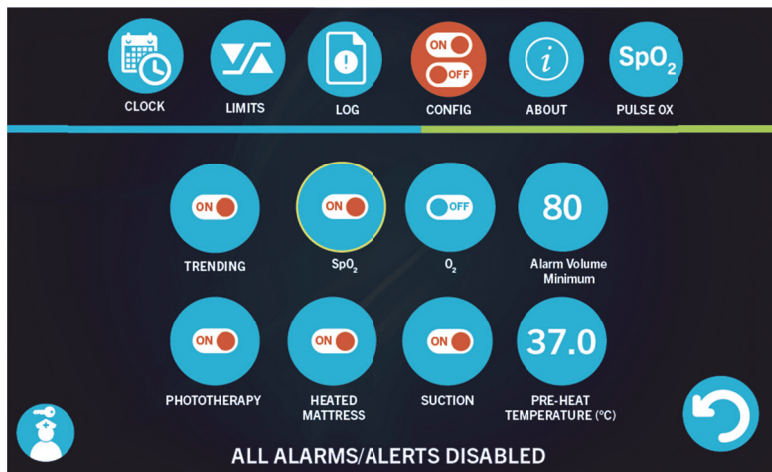 ON
OFF
i
SpO₂
CLOCK
LIMITS
LOG
CONFIG
ABOUT
PULSE OX
ON
ON
OFF
80
TRENDING
SpO₂
O₂
Alarm Volume
Minimum
ON
ON
ON
37.0
PHOTOTHERAPY
HEATED
MATTRESS
SUCTION
PRE-HEAT
TEMPERATURE (°C)
ALL ALARMS/ALERTS DISABLED